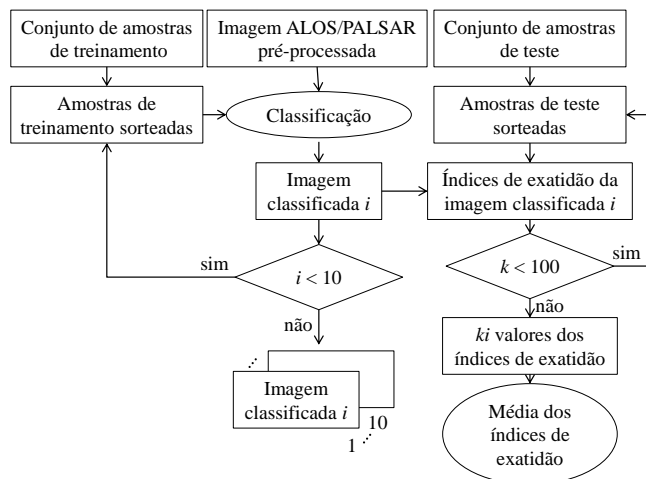 Conjunto de amostras
de treinamento
Imagem ALOS/PALSAR
pré-processada
Conjunto de amostras
de teste
Amostras de
treinamento sorteadas
Classificação
Amostras de teste
sorteadas
Imagem
classificada i
Índices de exatidão da
imagem classificada i
sim
i < 10
k < 100
sim
não
não
ki valores dos
índices de exatidão
Imagem
classificada i
10
1
Média dos
índices de
exatidão